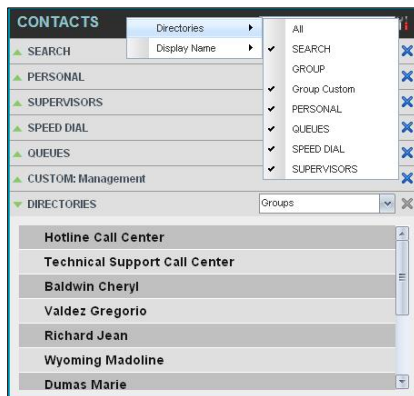 CONTACTS
Directories
Display Name
All
SEARCH
GROUP
Group Custom
PERSONAL
QUEUES
SPEED DIAL
SUPERVISORS
SEARCH
PERSONAL
SUPERVISORS
SPEED DIAL
QUEUES
CUSTOM: Management
DIRECTORIES
Groups
Hotline Call Center
Technical Support Call Center
Baldwin Cheryl
Valdez Gregorio
Richard Jean
Wyoming Madoline
Dumas Marie